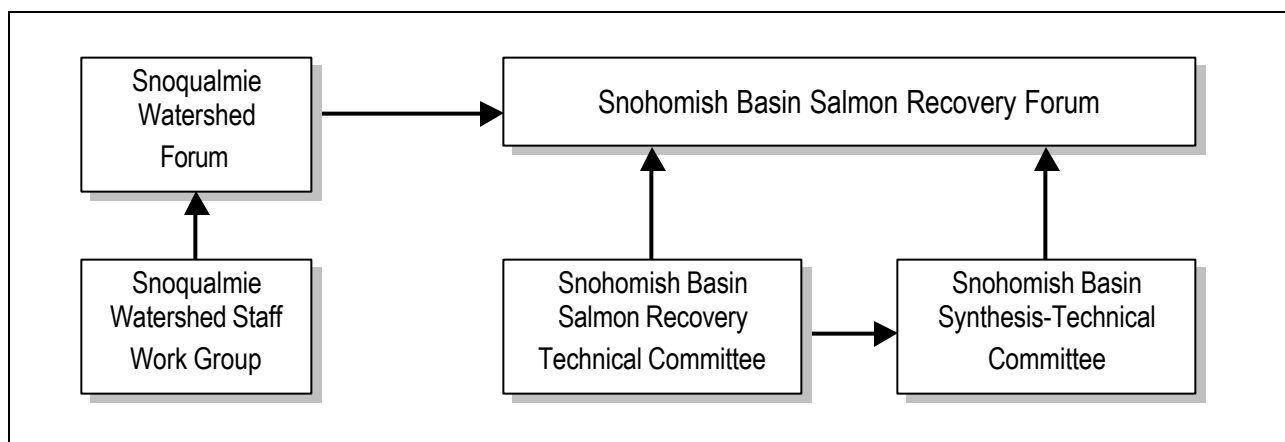 Snoqualmie
Watershed
Forum
Snohomish Basin Salmon Recovery Forum
Snoqualmie
Watershed Staff
Work Group
Snohomish Basin
Salmon Recovery
Technical Committee
Snohomish Basin
Synthesis-Technical
Committee